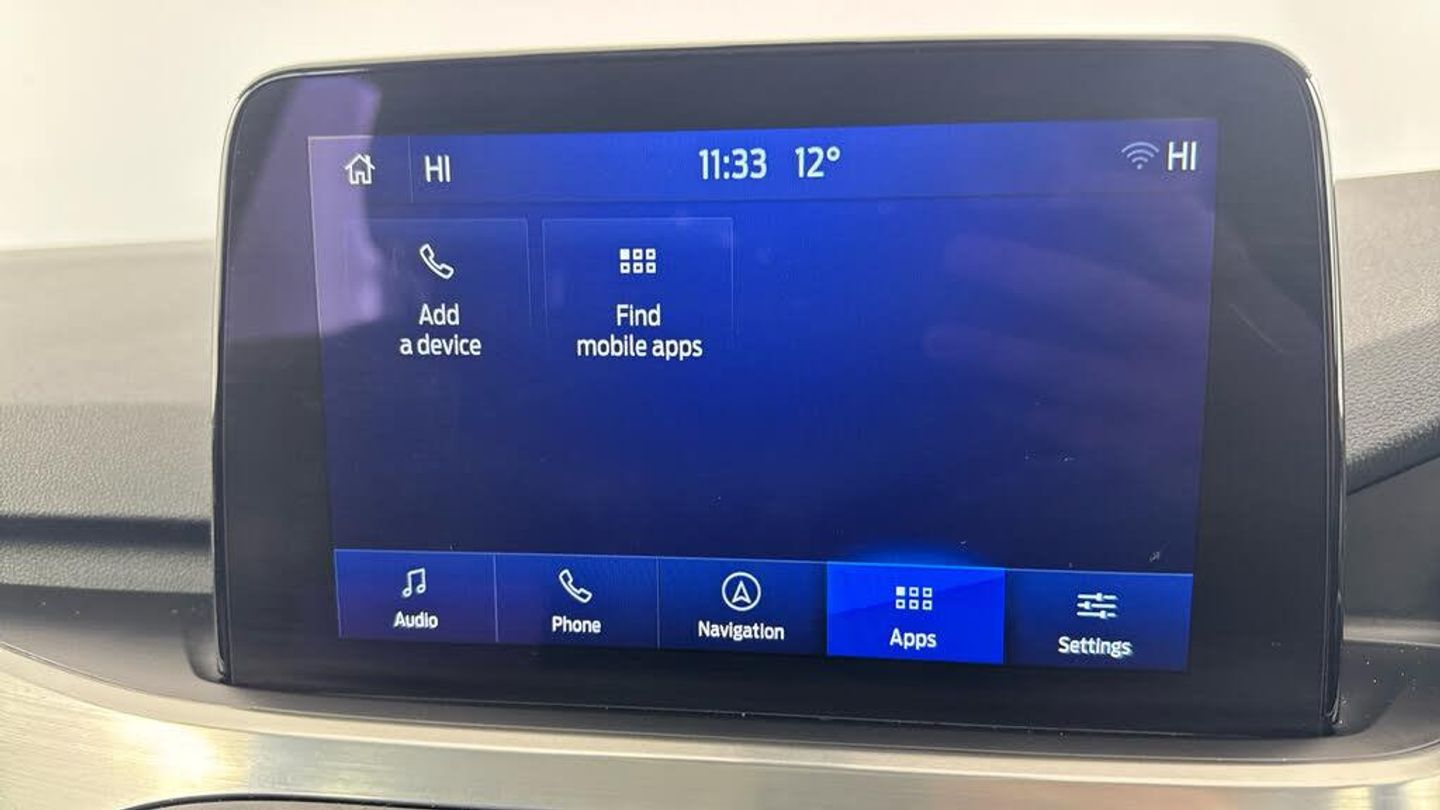 HI 11:33 12° HI
Add
a device
Find
mobile apps
Audio Phone Navigation Apps Settings